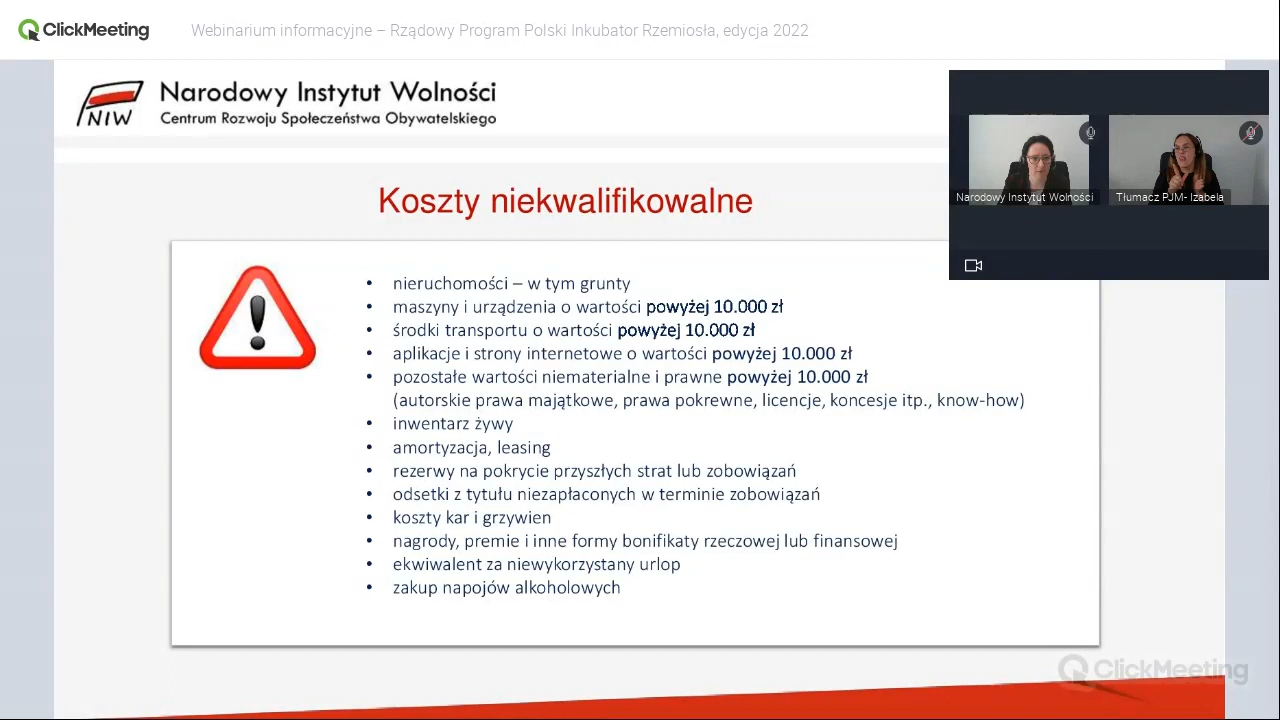 ClickMeeting
Webinarium informacyjne – Rządowy Program Polski Inkubator Rzemiosła, edycja 2022
NIW
Narodowy Instytut Wolności
Centrum Rozwoju Społeczeństwa Obywatelskiego
Narodowy Instytut Wolności
Tłumacz PJM- Izabela
Koszty niekwalifikowalne
• nieruchomości – w tym grunty
• maszyny i urządzenia o wartości powyżej 10.000 zł
• środki transportu o wartości powyżej 10.000 zł
• aplikacje i strony internetowe o wartości powyżej 10.000 zł
• pozostałe wartości niematerialne i prawne powyżej 10.000 zł
(autorskie prawa majątkowe, prawa pokrewne, licencje, koncesje itp., know-how)
• inwentarz żywy
• amortyzacja, leasing
• rezerwy na pokrycie przyszłych strat lub zobowiązań
• odsetki z tytułu niezapłaconych w terminie zobowiązań
• koszty kar i grzywien
• nagrody, premie i inne formy bonifikaty rzeczowej lub finansowej
• ekwiwalent za niewykorzystany urlop
• zakup napojów alkoholowych
ClickMeeting